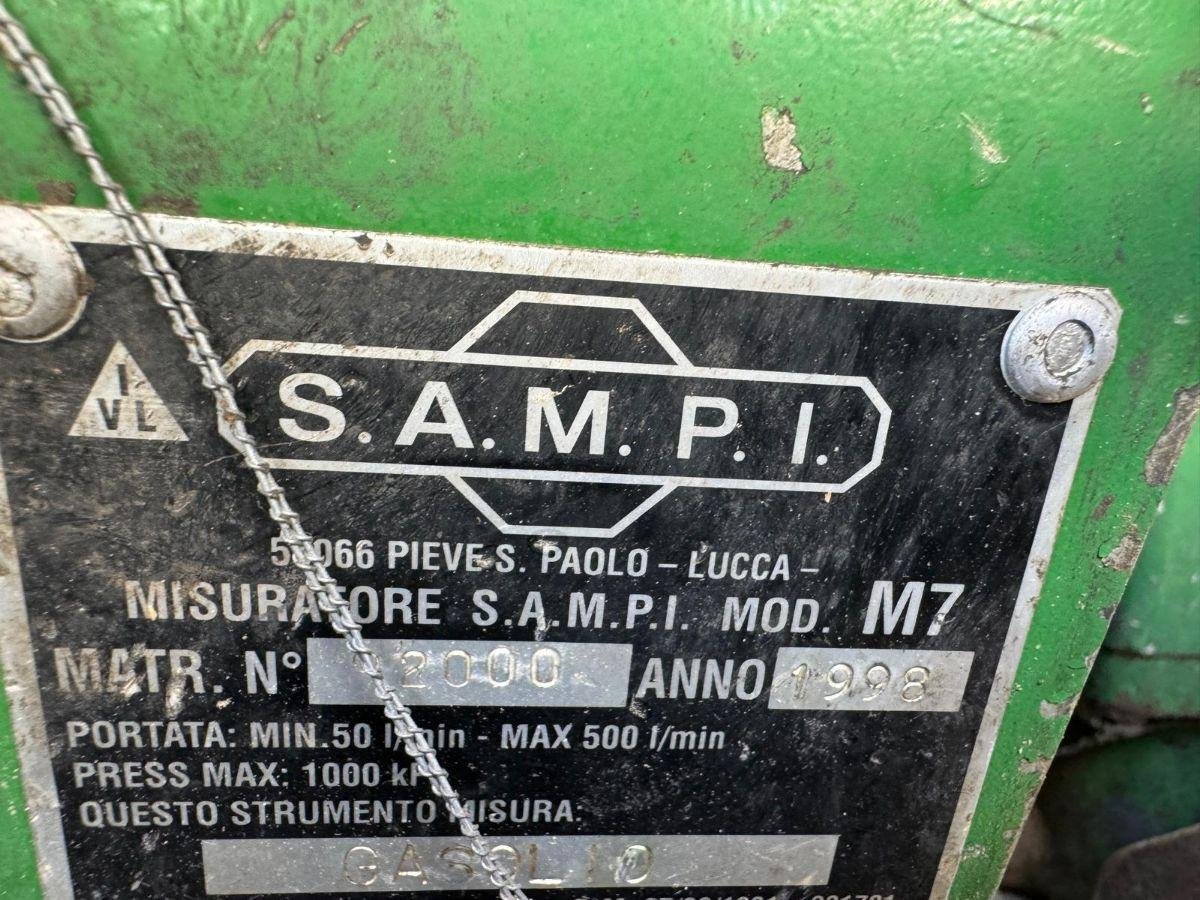 I
VL
S.A.M.P.I.
PIEVE S. PAOLO – LUCCA –
MISURATORE S.A.M.P.I. MOD. M7
MATR. N° 2000 ANNO 1998
PORTATA: MIN.50 l/min - MAX 500 l/min
PRESS MAX: 1000
QUESTO STRUMENTO MISURA:
GASOLIO